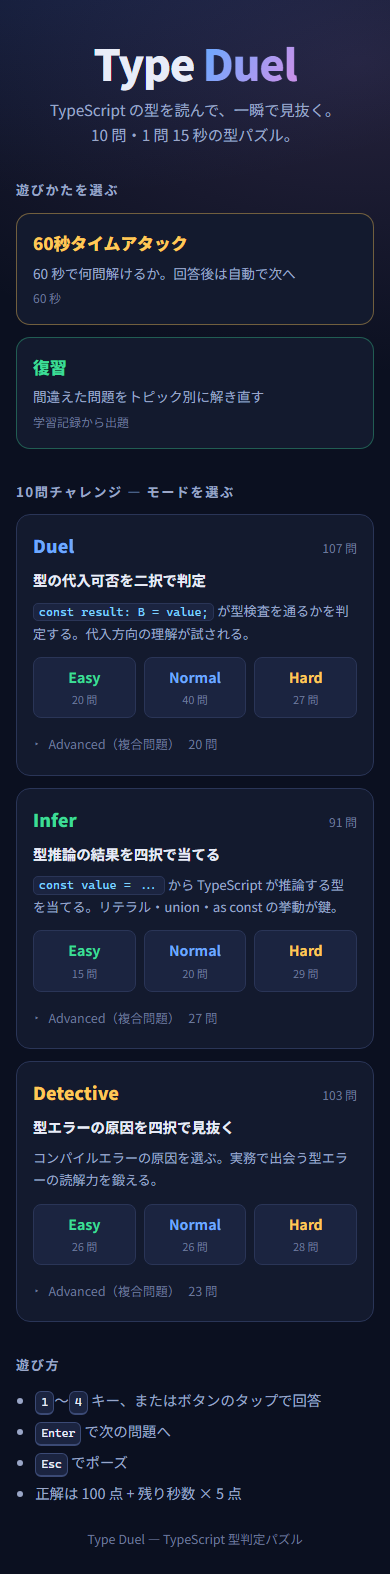 Type Duel
TypeScript の型を読んで、一瞬で見抜く。
10 問・1 問 15 秒の型パズル。
遊びかたを選ぶ
60秒タイムアタック
60 秒で何問解けるか。回答後は自動で次へ
60 秒
復習
間違えた問題をトピック別に解き直す
学習記録から出題
10問チャレンジ — モードを選ぶ
Duel 107 問
型の代入可否を二択で判定
const result: B = value; が型検査を通るかを判
定する。代入方向の理解が試される。
Easy Normal Hard
20 問 40 問 27 問
・ Advanced（複合問題） 20 問
Infer 91 問
型推論の結果を四択で当てる
const value = ... から TypeScript が推論する型
を当てる。リテラル・union・as const の挙動が鍵。
Easy Normal Hard
15 問 20 問 29 問
・ Advanced（複合問題） 27 問
Detective 103 問
型エラーの原因を四択で見抜く
コンパイルエラーの原因を選ぶ。実務で出会う型エラ
ーの読解力を鍛える。
Easy Normal Hard
26 問 26 問 28 問
・ Advanced（複合問題） 23 問
遊び方
• 1〜4 キー、またはボタンのタップで回答
• Enter で次の問題へ
• Esc でポーズ
• 正解は 100 点 + 残り秒数 × 5 点
Type Duel — TypeScript 型判定パズル